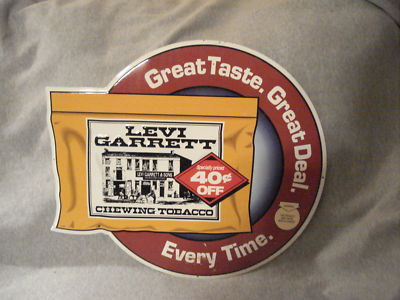 Great Taste. Great Deal.
Every Time.
LEVI
GARRETT
LEVI GARRETT & SONS
CHEWING TOBACCO
Specially priced
40¢
OFF